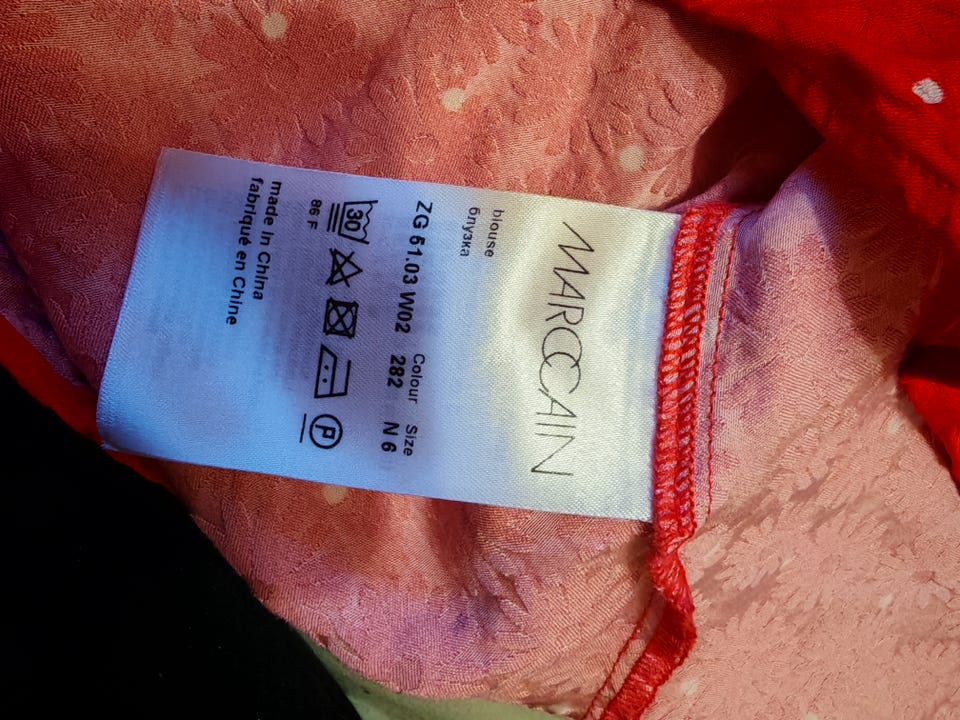 MARCCAIN
blouse
блузка
Colour Size
ZG 51.03 W02 282 N 6
30 P
86 F
made in China
fabriqué en Chine